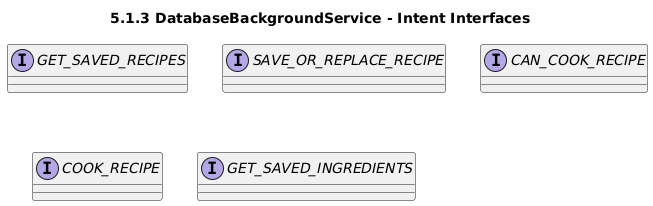 5.1.3 DatabaseBackgroundService - Intent Interfaces
I GET_SAVED_RECIPES
I SAVE_OR_REPLACE_RECIPE
I CAN_COOK_RECIPE
I COOK_RECIPE
I GET_SAVED_INGREDIENTS